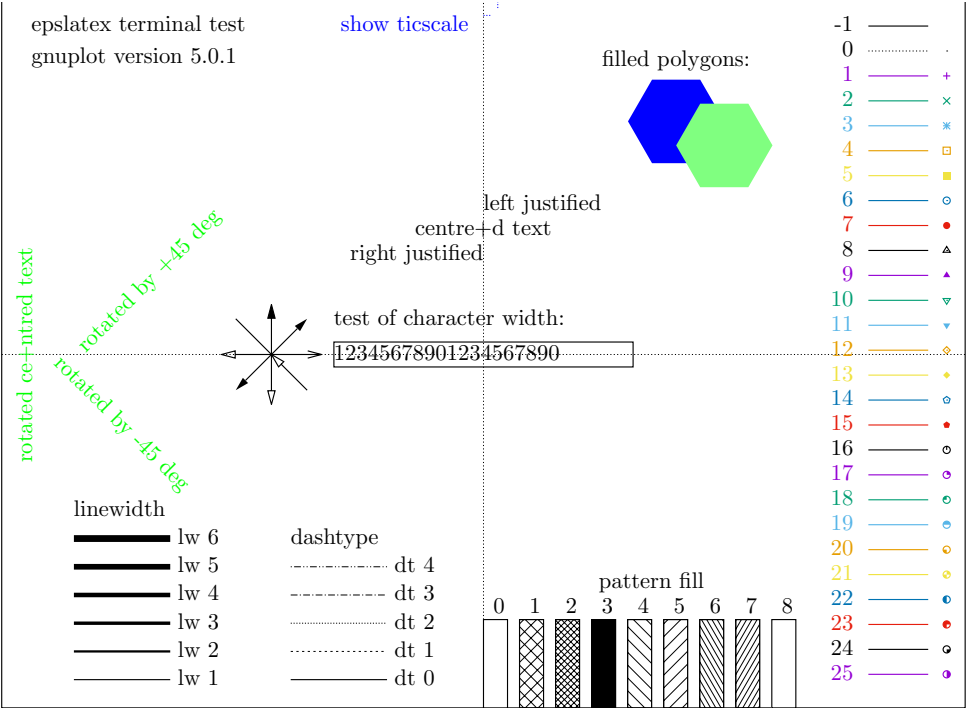 epslatex terminal test
show ticscale
gnuplot version 5.0.1
filled polygons:
left justified
centre+d text
right justified
rotated ce+ntred text
rotated by +45 deg
rotated by -45 deg
test of character width:
12345678901234567890
linewidth
lw 6
lw 5
lw 4
lw 3
lw 2
lw 1
dashtype
dt 4
dt 3
dt 2
dt 1
dt 0
pattern fill
0 1 2 3 4 5 6 7 8
-1
0
1
2
3
4
5
6
7
8
9
10
11
12
13
14
15
16
17
18
19
20
21
22
23
24
25